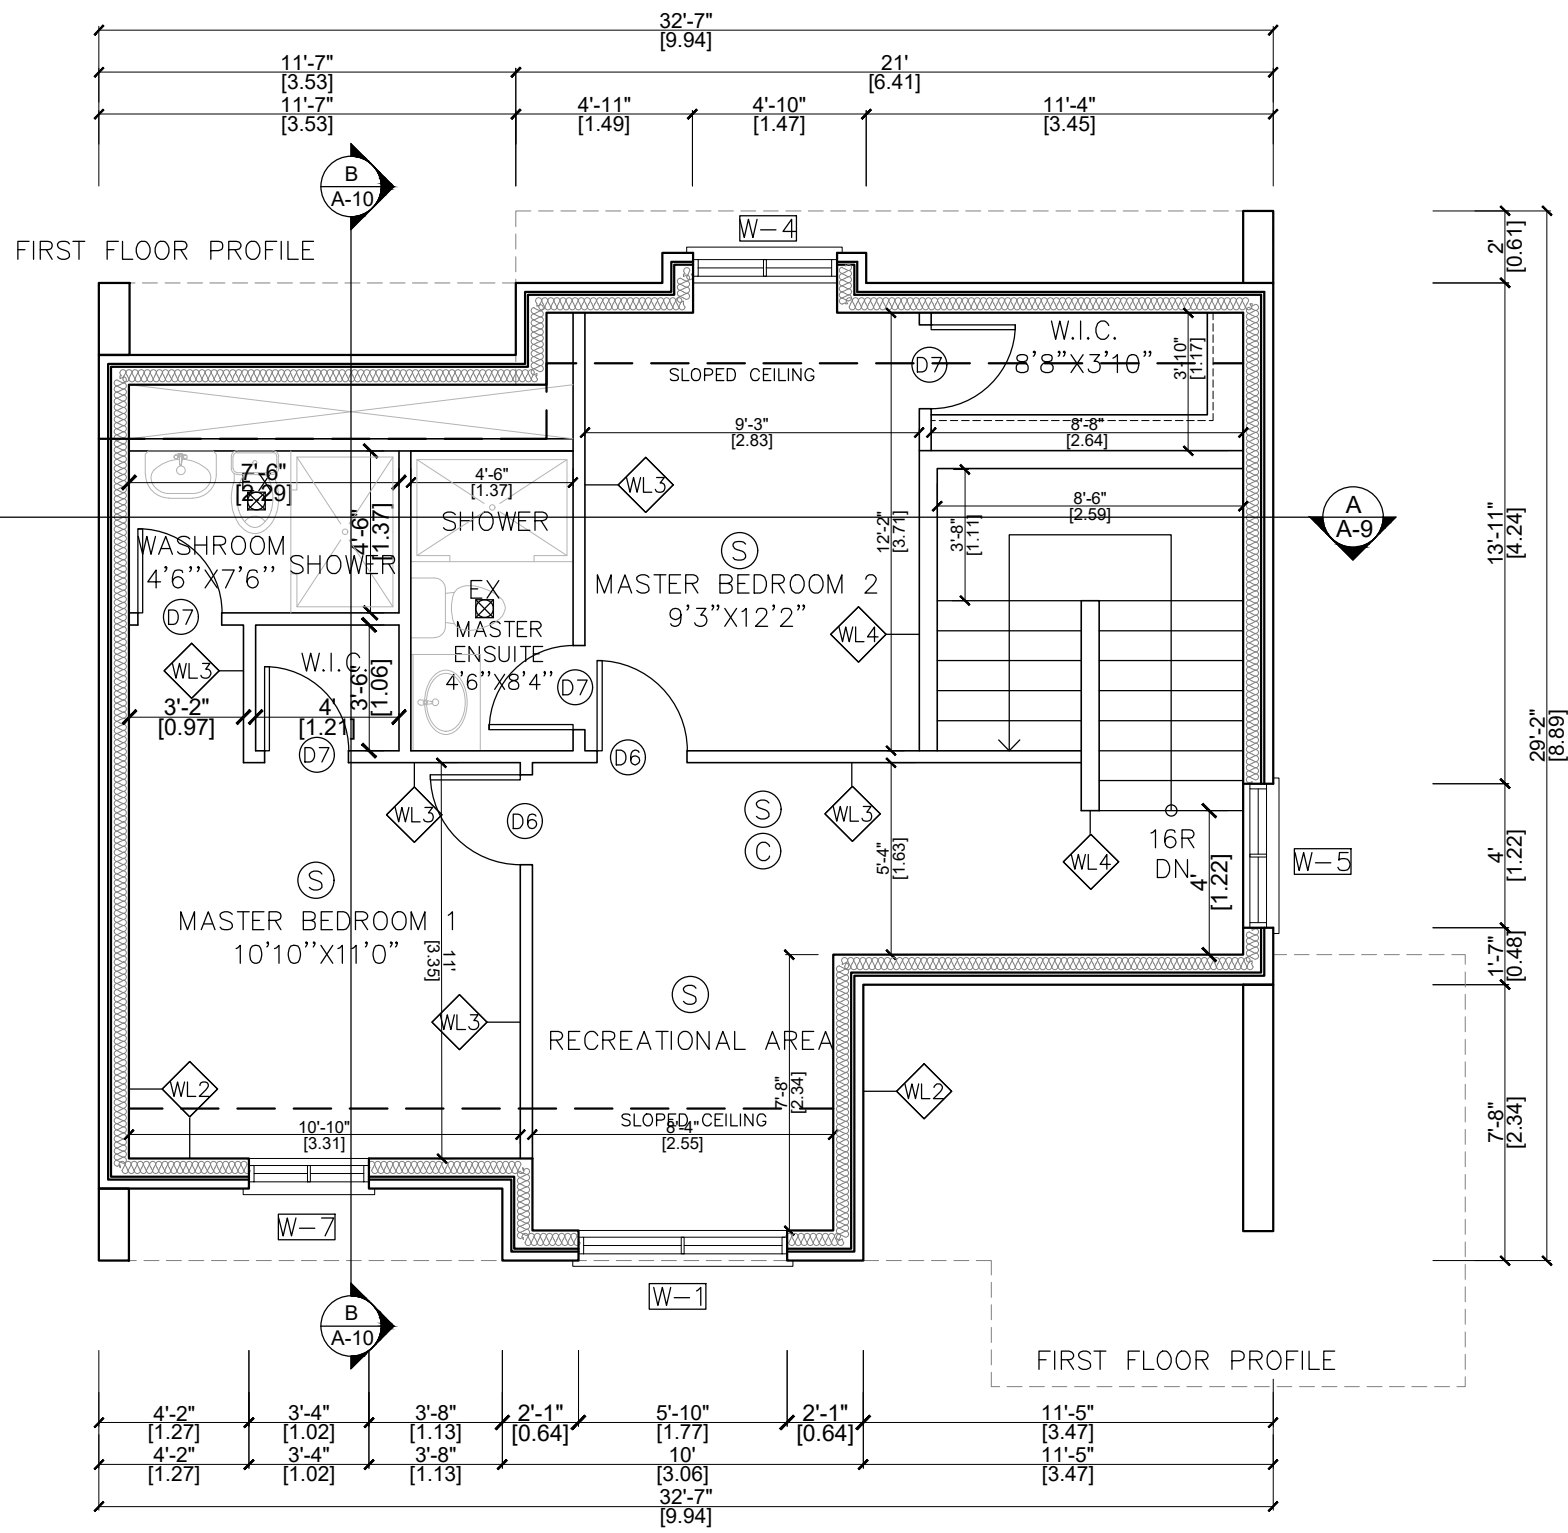 32'-7"
[9.94]
11'-7"
[3.53]
21'
[6.41]
11'-7"
[3.53]
4'-11"
[1.49]
4'-10"
[1.47]
11'-4"
[3.45]
B
A-10
W-4
FIRST FLOOR PROFILE
2'
[0.61]
W.I.C.
8'8"X3'10"
3'-10"
[1.17]
D7
SLOPED CEILING
9'-3"
[2.83]
8'-8"
[2.64]
7'-6"
[2.29]
4'-6"
[1.37]
WL3
8'-6"
[2.59]
A
A-9
4'-6"
[1.37]
SHOWER
12'-2"
[3.71]
3'-8"
[1.11]
13'-11"
[4.24]
WASHROOM
4'6"X7'6"
SHOWER
S
MASTER BEDROOM 2
9'3"X12'2"
EX
D7
MASTER
ENSUITE
4'6"X8'4"
WL4
WL3
W.I.C.
3'-6"
[1.06]
D7
3'-2"
[0.97]
4'
[1.21]
29'-2"
[8.89]
D7
D6
WL3
D6
S
C
WL3
16R
DN
WL4
5'-4"
[1.63]
4'
[1.22]
W-5
4'
[1.22]
S
MASTER BEDROOM 1
10'10"X11'0"
11'
[3.35]
1'-7"
[0.48]
S
WL3
RECREATIONAL AREA
WL2
7'-8"
[2.34]
WL2
7'-8"
[2.34]
SLOPED CEILING
10'-10"
[3.31]
8'-4"
[2.55]
W-7
W-1
B
A-10
FIRST FLOOR PROFILE
4'-2"
[1.27]
3'-4"
[1.02]
3'-8"
[1.13]
2'-1"
[0.64]
5'-10"
[1.77]
2'-1"
[0.64]
11'-5"
[3.47]
4'-2"
[1.27]
3'-4"
[1.02]
3'-8"
[1.13]
10'
[3.06]
11'-5"
[3.47]
32'-7"
[9.94]